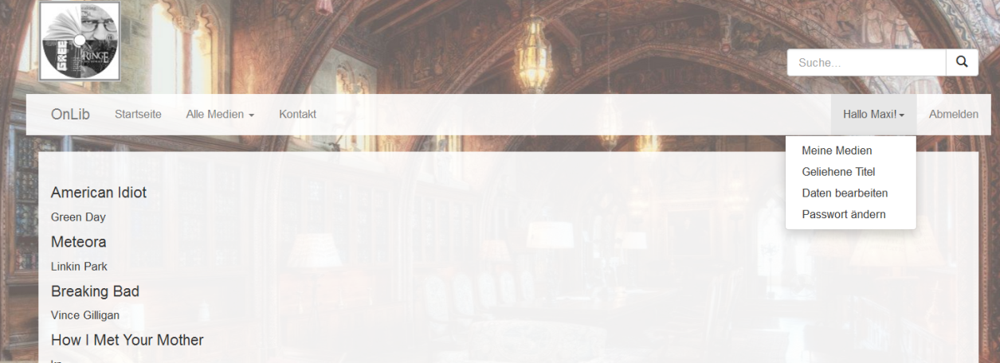 GREE
RINGE
Suche...
OnLib Startseite Alle Medien Kontakt Hallo Maxi! Abmelden
Meine Medien
Geliehene Titel
Daten bearbeiten
Passwort ändern
American Idiot
Green Day
Meteora
Linkin Park
Breaking Bad
Vince Gilligan
How I Met Your Mother